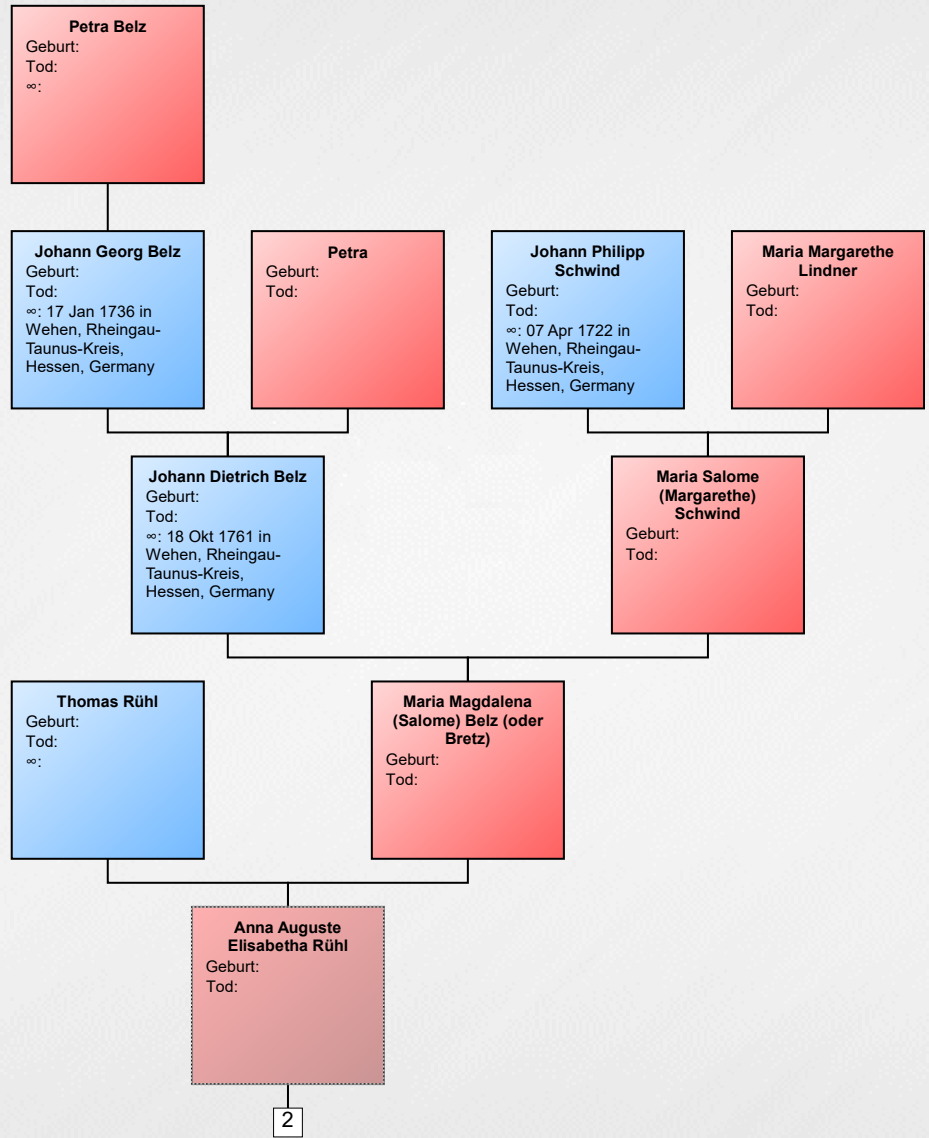 Petra Belz
Geburt:
Tod:
∞:
Johann Georg Belz
Geburt:
Tod:
∞: 17 Jan 1736 in
Wehen, Rheingau-
Taunus-Kreis,
Hessen, Germany
Petra
Geburt:
Tod:
Johann Philipp
Schwind
Geburt:
Tod:
∞: 07 Apr 1722 in
Wehen, Rheingau-
Taunus-Kreis,
Hessen, Germany
Maria Margarethe
Lindner
Geburt:
Tod:
Johann Dietrich Belz
Geburt:
Tod:
∞: 18 Okt 1761 in
Wehen, Rheingau-
Taunus-Kreis,
Hessen, Germany
Maria Salome
(Margarethe)
Schwind
Geburt:
Tod:
Thomas Rühl
Geburt:
Tod:
∞:
Maria Magdalena
(Salome) Belz (oder
Bretz)
Geburt:
Tod:
Anna Auguste
Elisabetha Rühl
Geburt:
Tod:
2